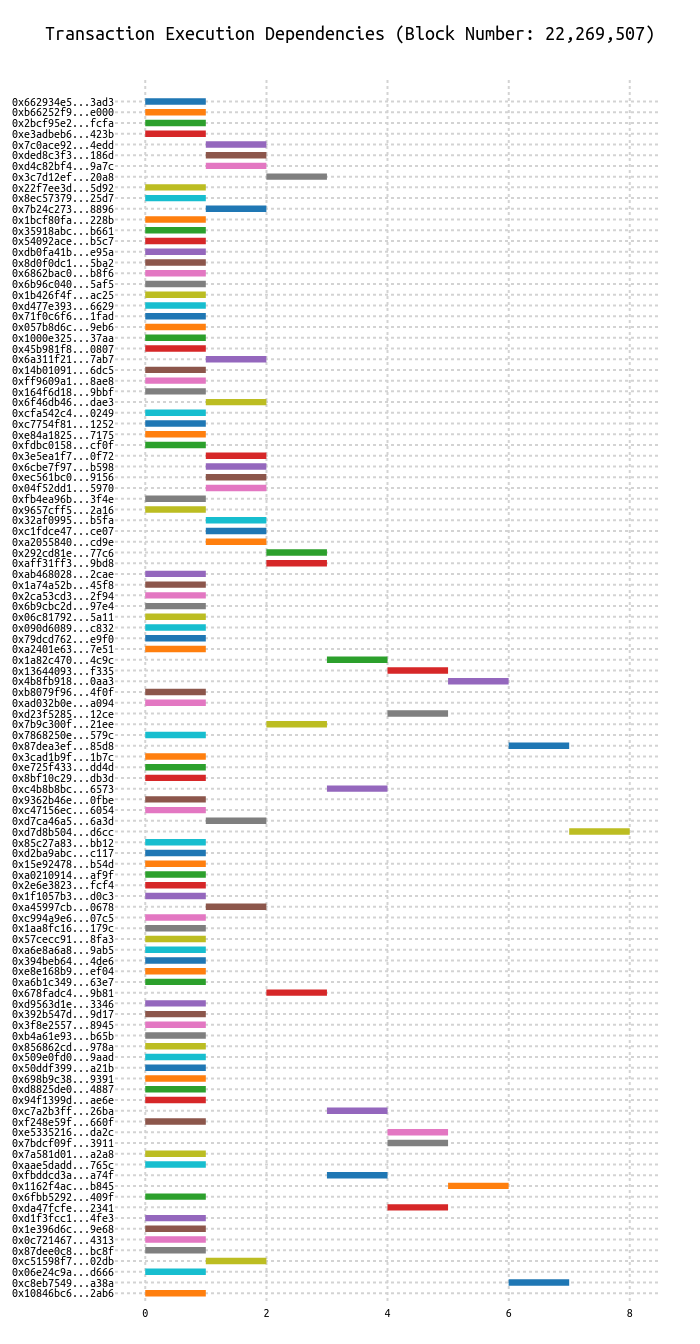 Transaction Execution Dependencies (Block Number: 22,269,507)
0x662934e5...3ad3
0xb66252f9...e000
0x2bcf95e2...fcfa
0xe3adbeb6...423b
0x7c0ace92...4edd
0xded8c3f3...186d
0xd4c82bf4...9a7c
0x3c7d12ef...20a8
0x22f7ee3d...5d92
0x8ec57379...25d7
0x7b24c273...8896
0x1bcf80fa...228b
0x35918abc...b661
0x54092ace...b5c7
0xdb0fa41b...e95a
0x8d0f0dc1...5ba2
0x6862bac0...b8f6
0x6b96c040...5af5
0x1b426f4f...ac25
0xd477e393...6629
0x71f0c6f6...1fad
0x057b8d6c...9eb6
0x1000e325...37aa
0x45b981f8...0807
0x6a311f21...7ab7
0x14b01091...6dc5
0xff9609a1...8ae8
0x164f6d18...9bbf
0x6f46db46...dae3
0xcfa542c4...0249
0xc7754f81...1252
0xe84a1825...7175
0xfdbc0158...cf0f
0x3e5ea1f7...0f72
0x6cbe7f97...b598
0xec561bc0...9156
0x04f52dd1...5970
0xfb4ea96b...3f4e
0x9657cff5...2a16
0x32af0995...b5fa
0xc1fdce47...ce07
0xa2055840...cd9e
0x292cd81e...77c6
0xaff31ff3...9bd8
0xab468028...2cae
0x1a74a52b...45f8
0x2ca53cd3...2f94
0x6b9cbc2d...97e4
0x06c81792...5a11
0x090d6089...c832
0x79dcd762...e9f0
0xa2401e63...7e51
0x1a82c470...4c9c
0x13644093...f335
0x4b8fb918...0aa3
0xb8079f96...4f0f
0xad032b0e...a094
0xd23f5285...12ce
0x7b9c300f...21ee
0x7868250e...579c
0x87dea3ef...85d8
0x3cad1b9f...1b7c
0xe725f433...dd4d
0x8bf10c29...db3d
0xc4b8b8bc...6573
0x9362b46e...0fbe
0xc47156ec...6054
0xd7ca46a5...6a3d
0xd7d8b504...d6cc
0x85c27a83...bb12
0xd2ba9abc...c117
0x15e92478...b54d
0xa0210914...af9f
0x2e6e3823...fcf4
0x1f1057b3...d0c3
0xa45997cb...0678
0xc994a9e6...07c5
0x1aa8fc16...179c
0x57cecc91...8fa3
0xa6e8a6a8...9ab5
0x394beb64...4de6
0xe8e168b9...ef04
0xa6b1c349...63e7
0x678fadc4...9b81
0xd9563d1e...3346
0x392b547d...9d17
0x3f8e2557...8945
0xb4a61e93...b65b
0x856862cd...978a
0x509e0fd0...9aad
0x50ddf399...a21b
0x698b9c38...9391
0xd8825de0...4887
0x94f1399d...ae6e
0xc7a2b3ff...26ba
0xf248e59f...660f
0xe5335216...da2c
0x7bdcf09f...3911
0x7a581d01...a2a8
0xaae5dadd...765c
0xfbddcd3a...a74f
0x1162f4ac...b845
0x6fbb5292...409f
0xda47fcfe...2341
0xd1f3fcc1...4fe3
0x1e396d6c...9e68
0x0c721467...4313
0x87dee0c8...bc8f
0xc51598f7...02db
0x06e24c9a...d666
0xc8eb7549...a38a
0x10846bc6...2ab6
0 2 4 6 8